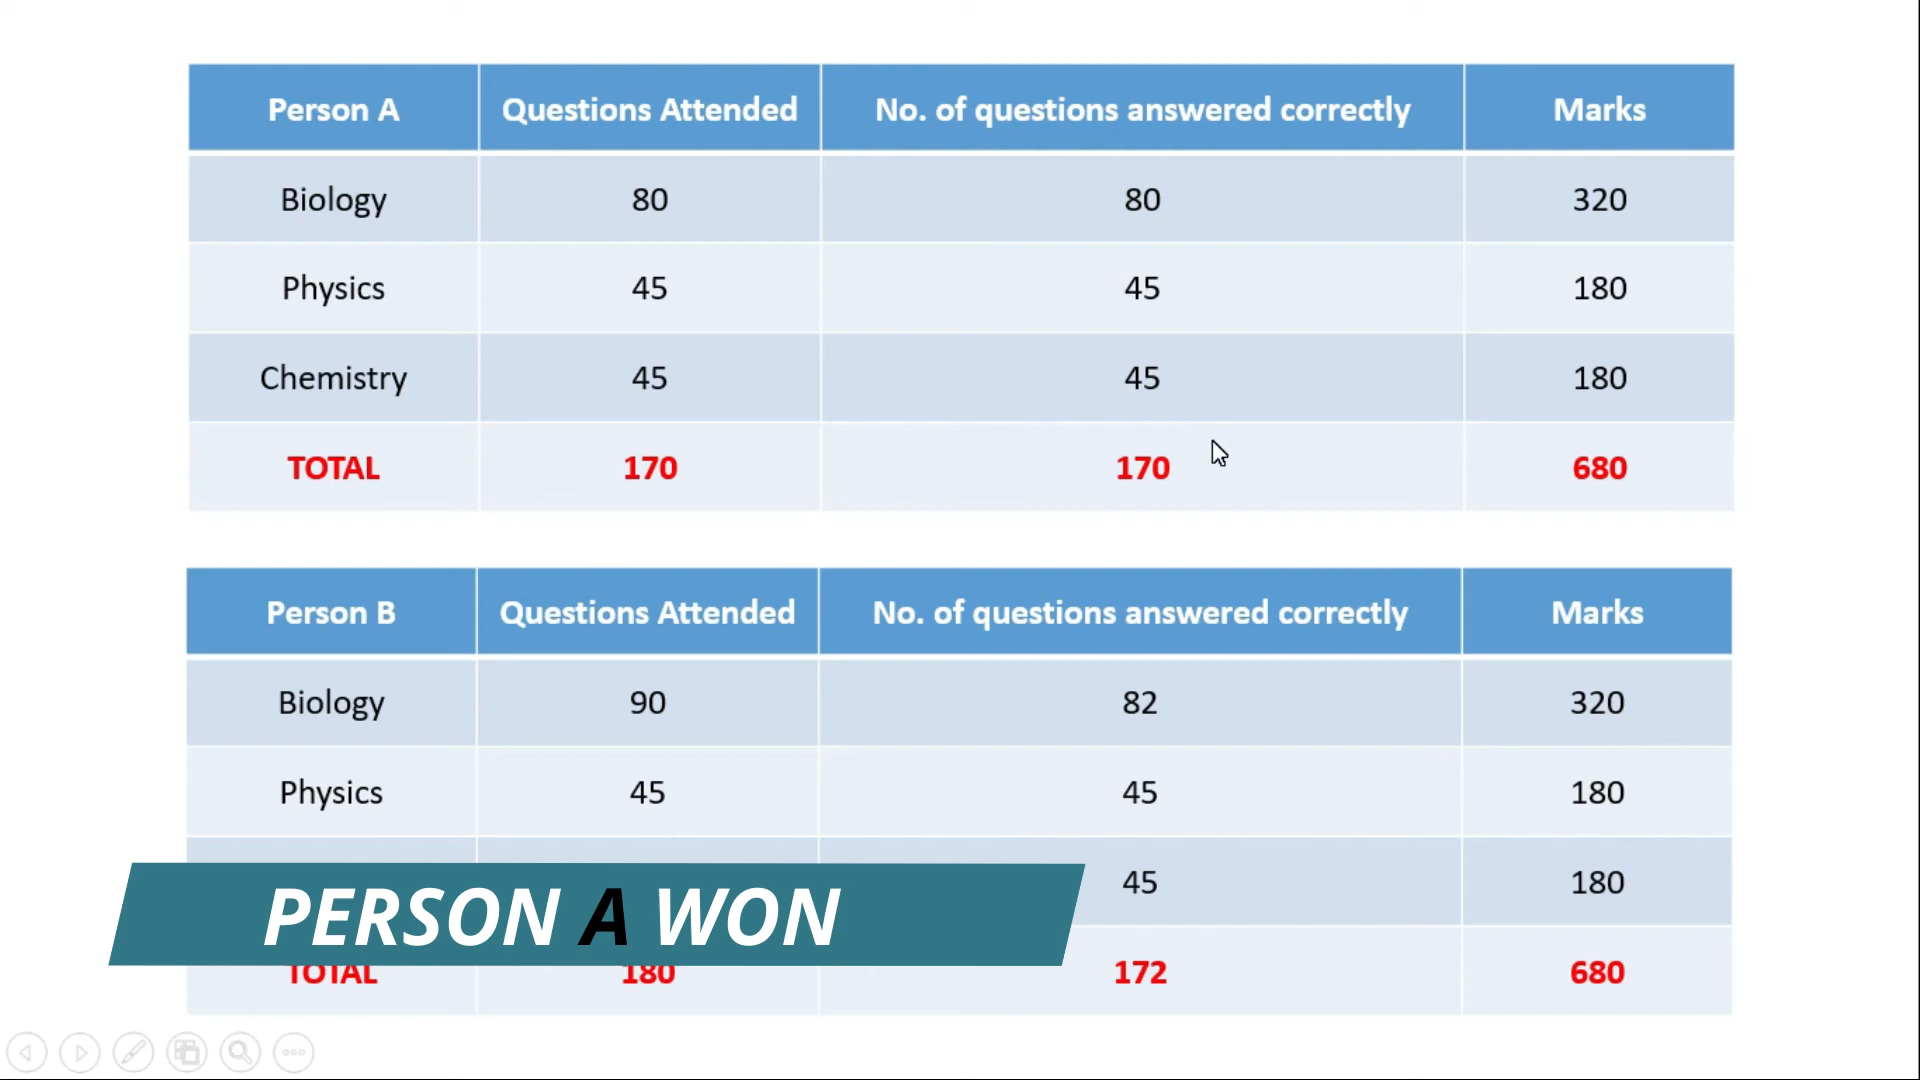 Person A Questions Attended No. of questions answered correctly Marks
Biology 80 80 320
Physics 45 45 180
Chemistry 45 45 180
TOTAL 170 170 680
Person B Questions Attended No. of questions answered correctly Marks
Biology 90 82 320
Physics 45 45 180
45 180
PERSON A WON
TOTAL 180 172 680